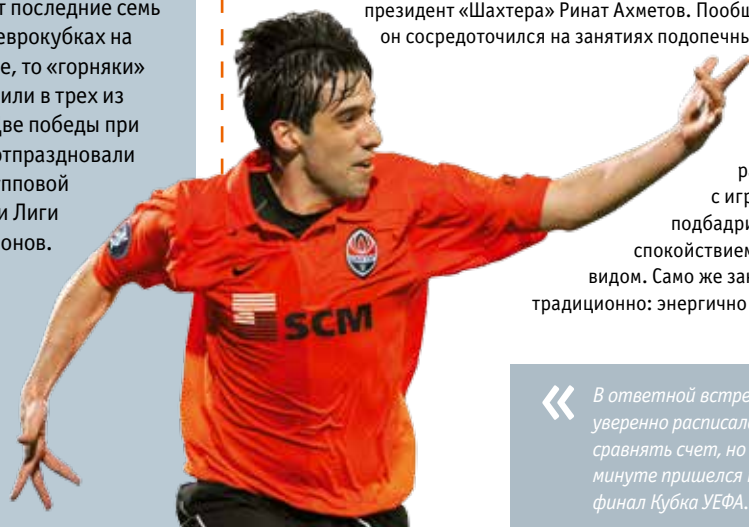 т последние семь
еврокубках на
е, то «горняки»
или в трех из
две победы при
отпраздновали
пповой
и Лиги
онов.
президент «Шахтера» Ринат Ахметов. Пообщ
он сосредоточился на занятиях подопечны
р
с игр
подбадри
спокойствием
видом. Само же зан
традиционно: энергично
SCM
« В ответной встре
уверенно расписал
сравнять счет, но
минуте пришелся
финал Кубка УЕФА.